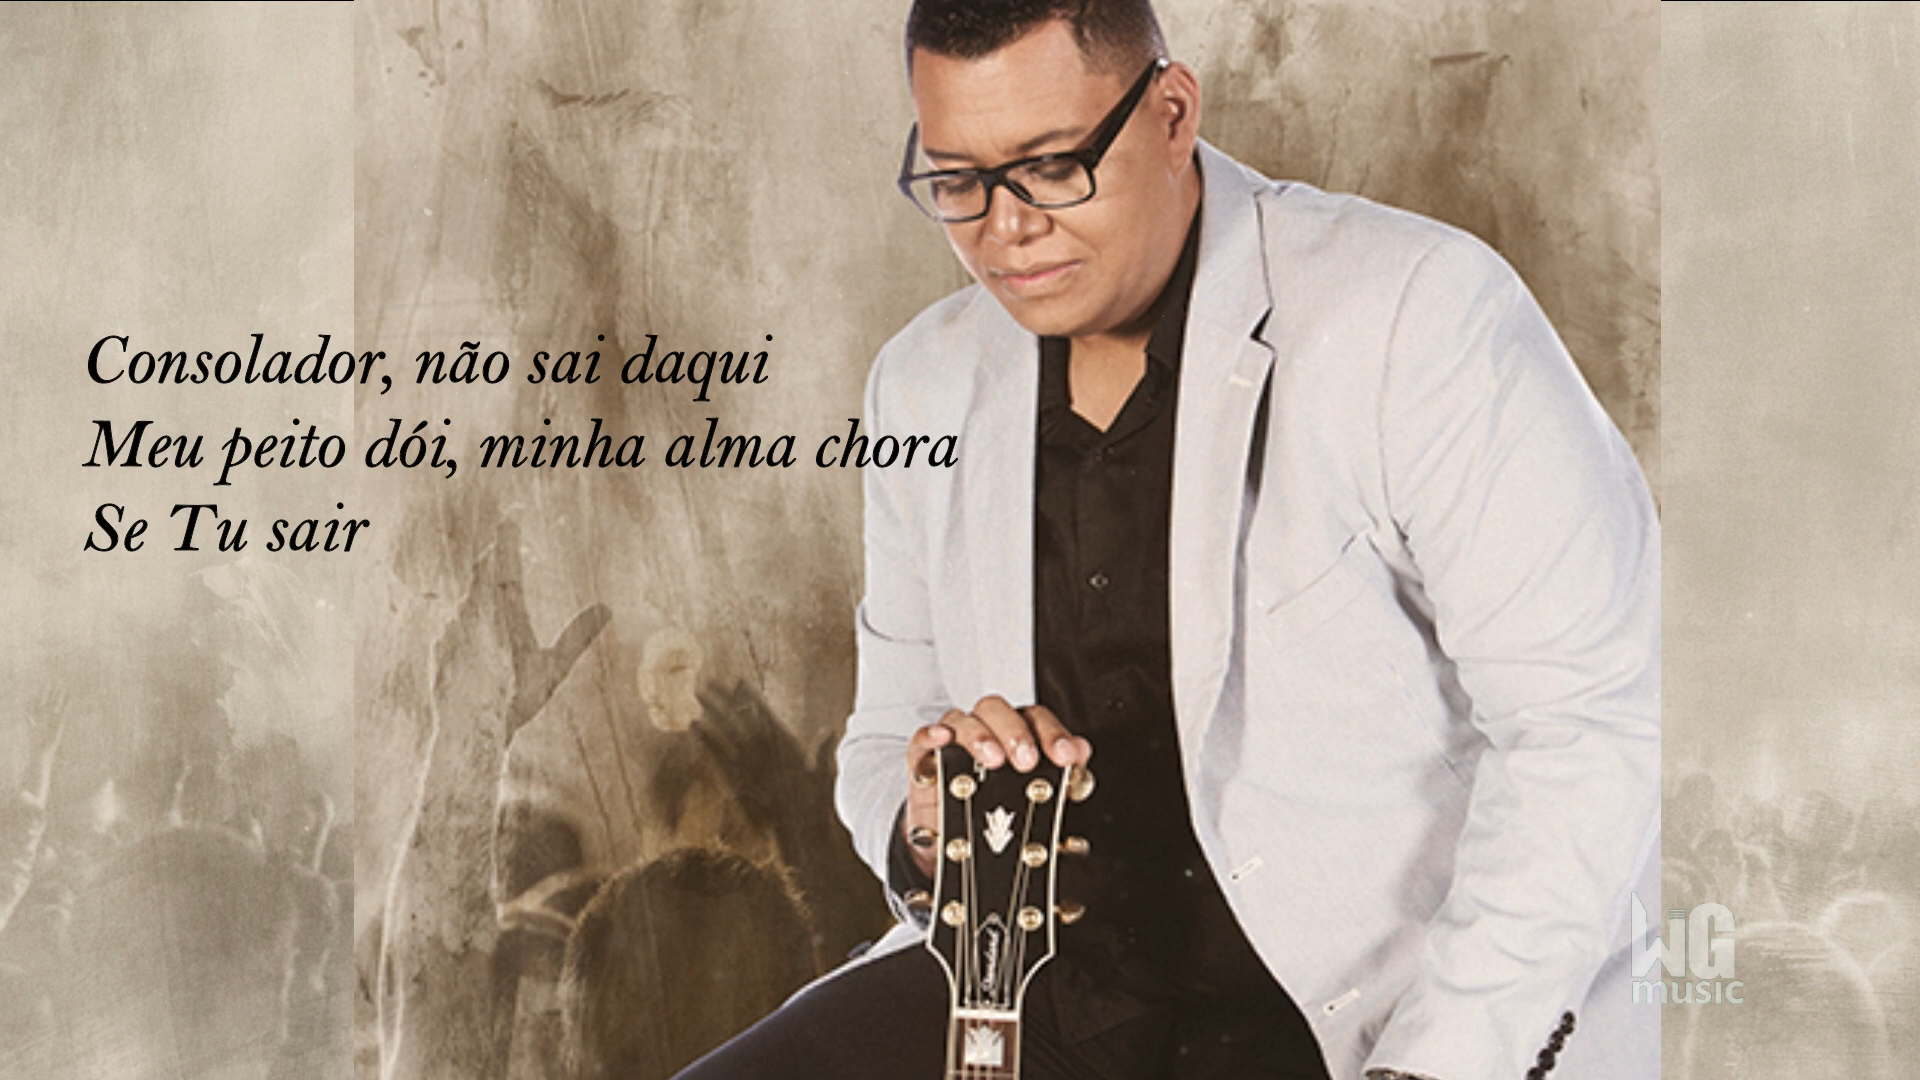 Consolador, não sai daqui
Meu peito dói, minha alma chora
Se Tu sair
WG
music